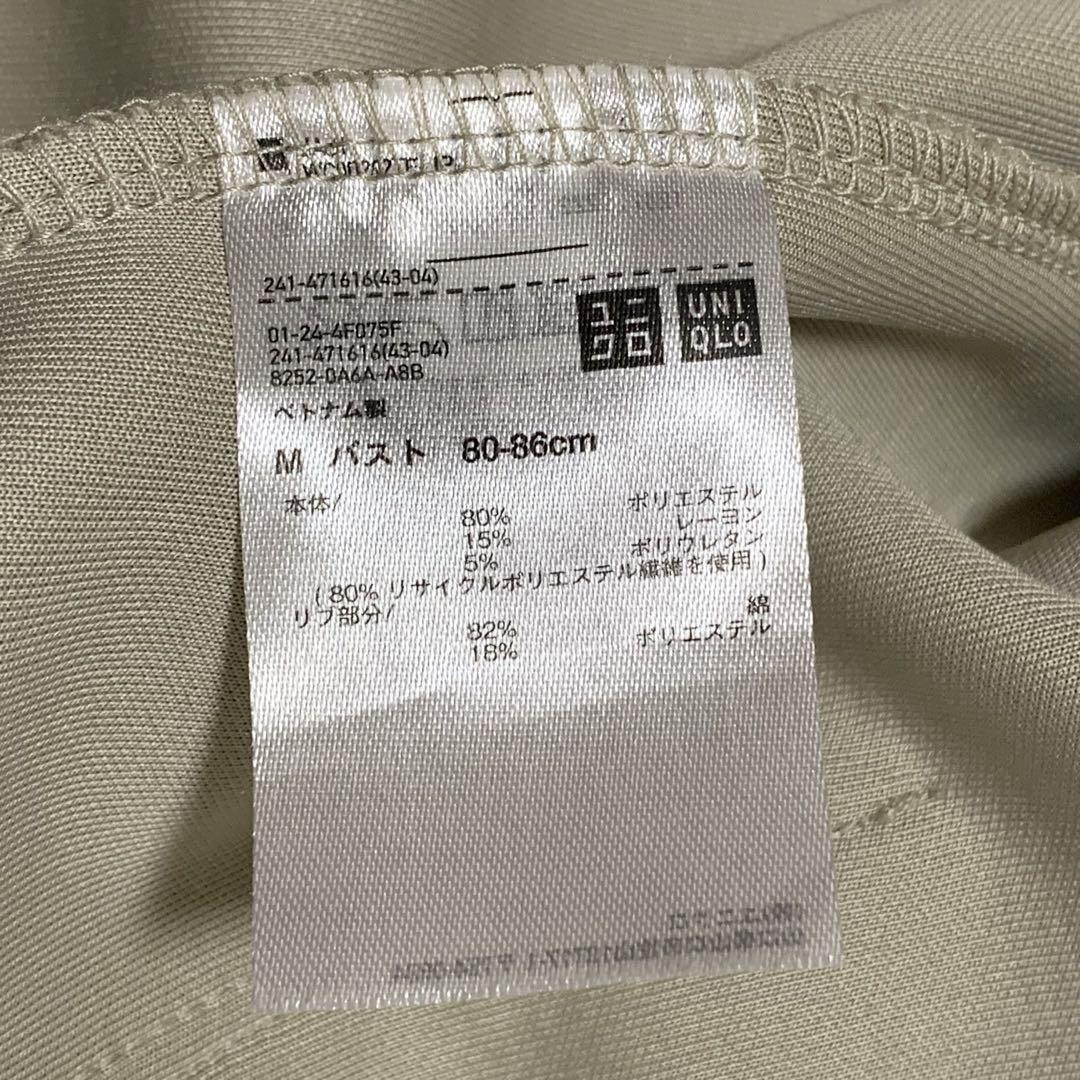 241-471616(43-04)
ユニクロ UNIQLO
01-24-4F075F
241-471616(43-04)
8252-0A6A-A8B
ベトナム製
M バスト 80-86cm
本体/
80% ポリエステル
15% レーヨン
5% ポリウレタン
( 80% リサイクルポリエステル繊維を使用 )
リブ部分/
82% 綿
18% ポリエステル